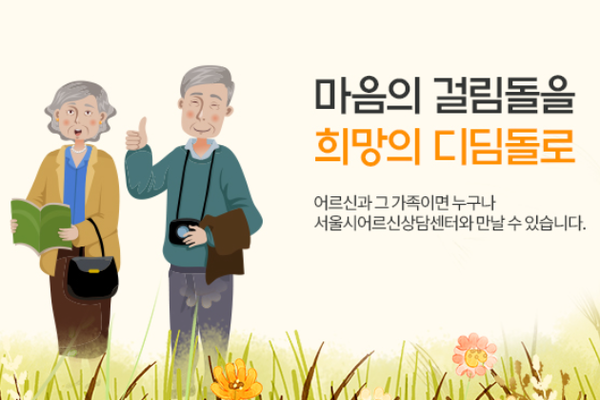 마음의 걸림돌을
희망의 디딤돌로
어르신과 그 가족이면 누구나
서울시어르신상담센터와 만날 수 있습니다.